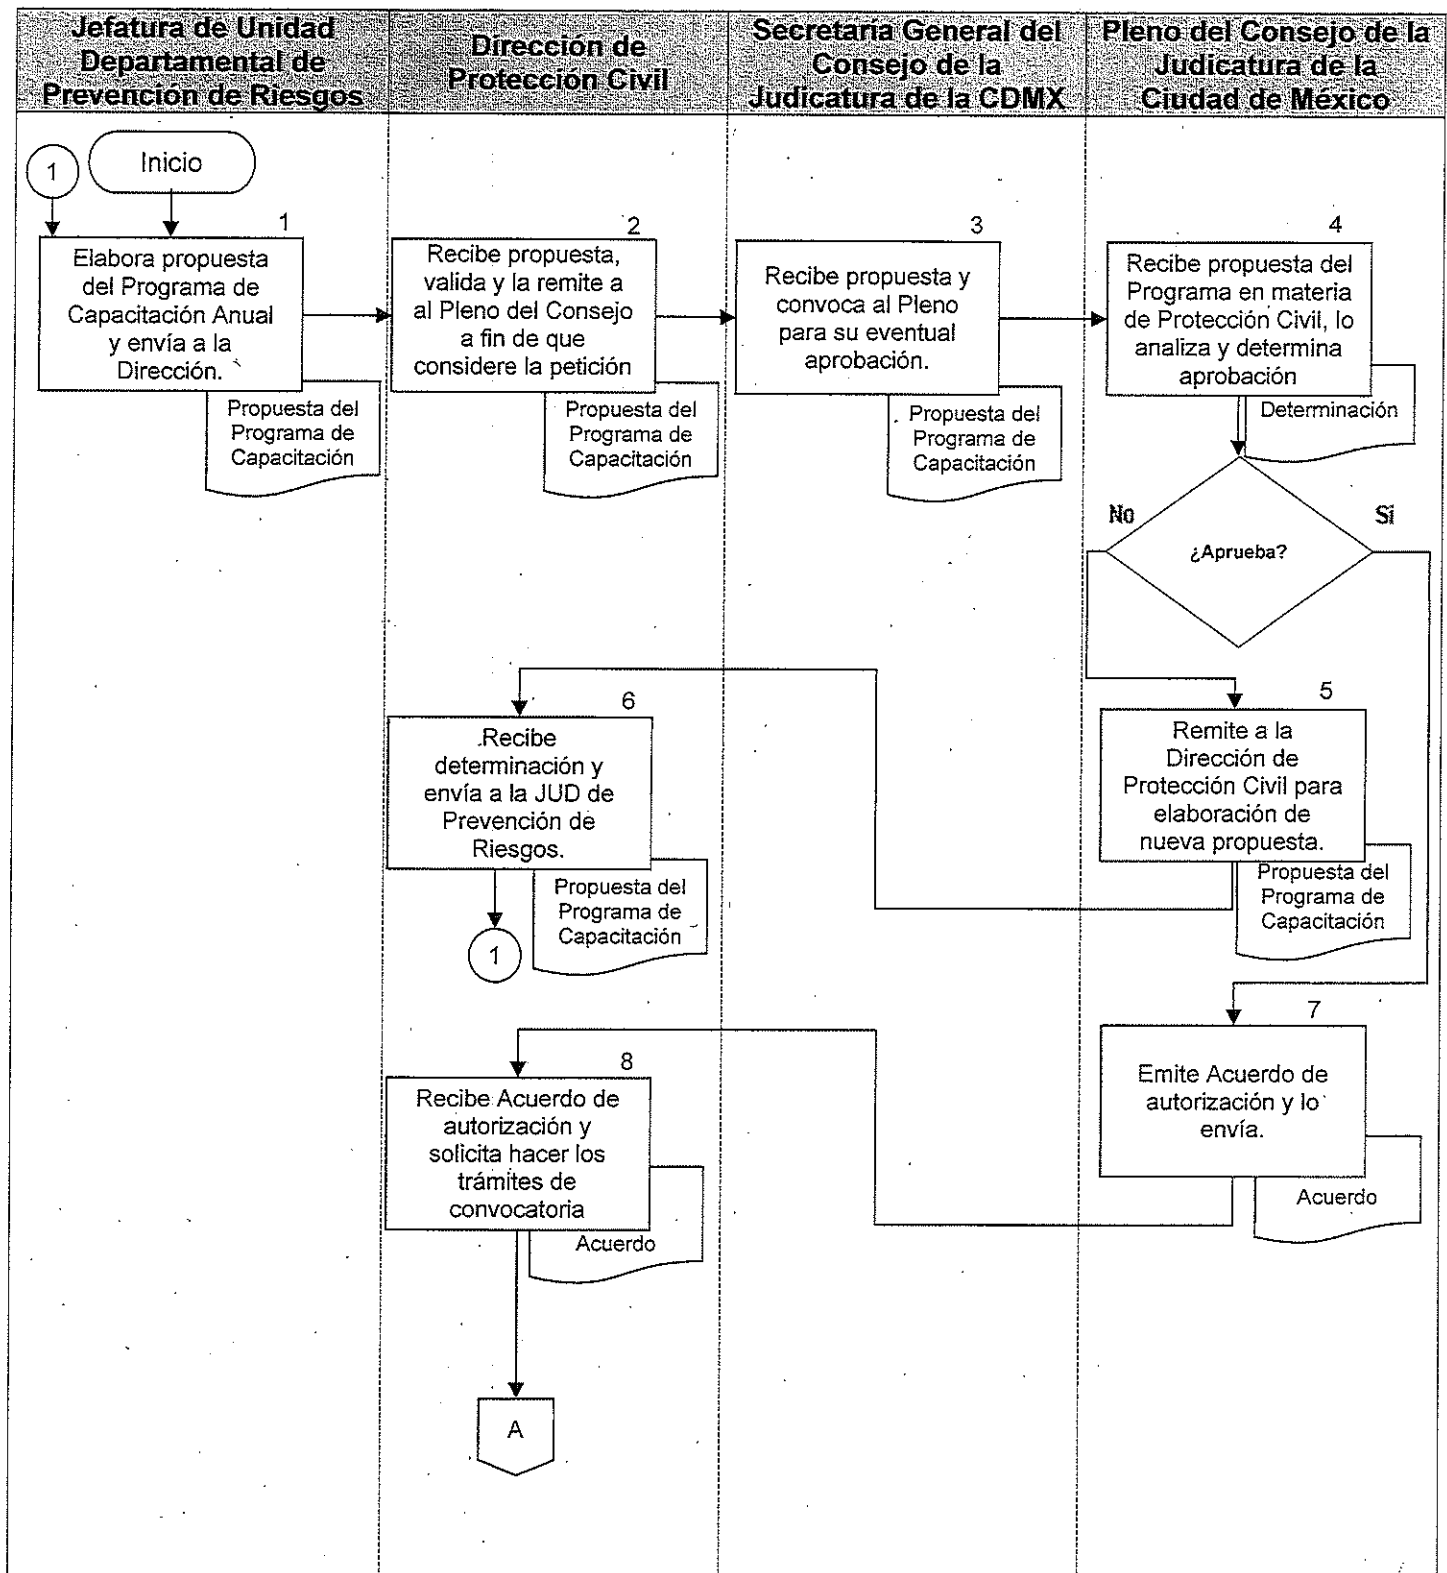 Jefatura de Unidad
Departamental de
Prevención de Riesgos
Dirección de
Protección Civil
Secretaría General del
Consejo de la
Judicatura de la CDMX
Pleno del Consejo de la
Judicatura de la
Ciudad de México
1
Inicio
1
Elabora propuesta
del Programa de
Capacitación Anual
y envía a la
Dirección.
Propuesta del
Programa de
Capacitación
2
Recibe propuesta,
valida y la remite a
al Pleno del Consejo
a fin de que
considere la petición
Propuesta del
Programa de
Capacitación
3
Recibe propuesta y
convoca al Pleno
para su eventual
aprobación.
Propuesta del
Programa de
Capacitación
4
Recibe propuesta del
Programa en materia
de Protección Civil, lo
analiza y determina
aprobación
Determinación
No
Si
¿Aprueba?
5
Remite a la
Dirección de
Protección Civil para
elaboración de
nueva propuesta.
Propuesta del
Programa de
Capacitación
6
Recibe
determinación y
envía a la JUD de
Prevención de
Riesgos.
Propuesta del
Programa de
Capacitación
1
7
Emite Acuerdo de
autorización y lo
envía.
Acuerdo
8
Recibe Acuerdo de
autorización y
solicita hacer los
trámites de
convocatoria
Acuerdo
A